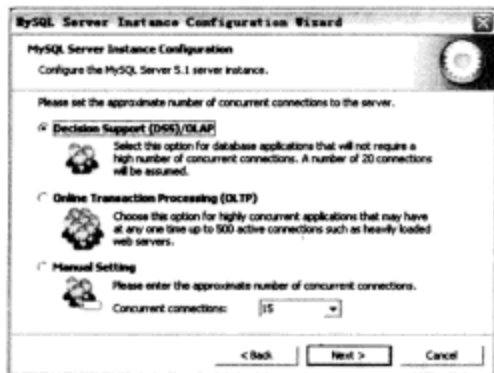 MySQL Server Instance Configuration Wizard
MySQL Server Instance Configuration
Configure the MySQL Server 5.1 server instance.
Please set the approximate number of concurrent connections to the server.
Decision Support (DSS)/OLAP
Select this option for database applications that will not require a
high number of concurrent connections. A number of 20 connections
will be assumed.
Online Transaction Processing (OLTP)
Choose this option for highly concurrent applications that may have
at any one time up to 500 active connections such as heavily loaded
web servers.
Manual Setting
Please enter the approximate number of concurrent connections.
Concurrent connections: 15
< Back Next > Cancel